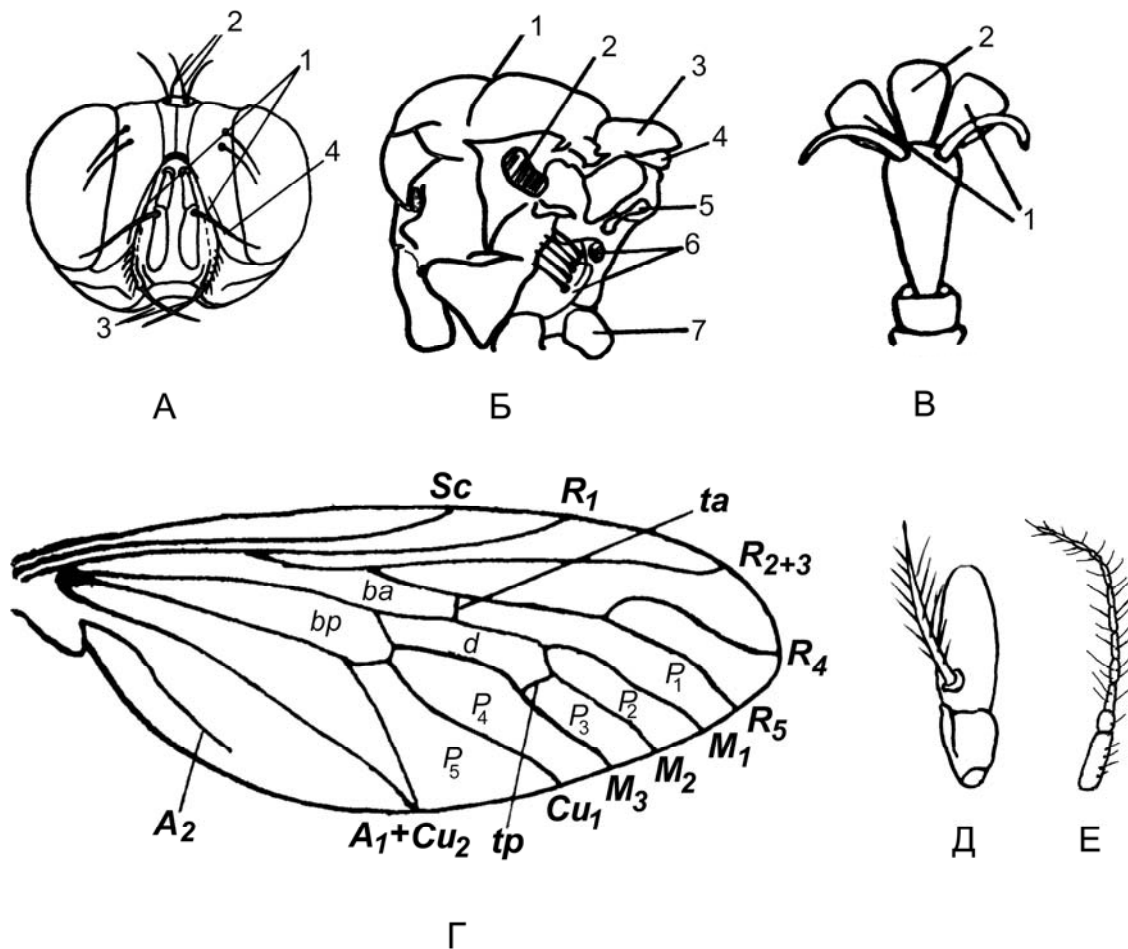 2
1
4
3
А
1
2
3
4
5
6
7
Б
2
1
В
Sc
R1
ta
R2+3
ba
bp
d
R4
P1
P2
P3
P4
P5
R5
M1
M2
M3
Cu1
tp
A1+Cu2
A2
Г
Д
Е